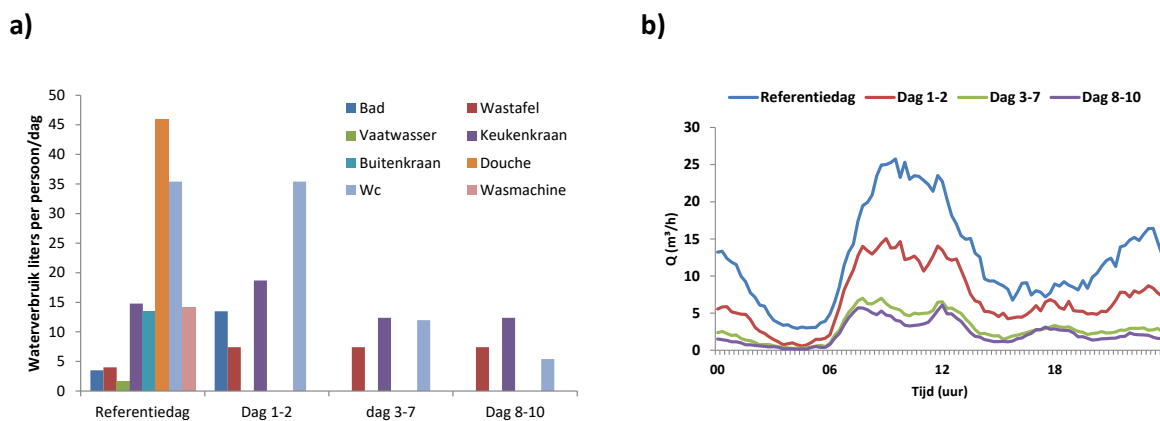 a)
Waterverbruik liters per persoon/dag
50
45
40
35
30
25
20
15
10
5
0
Bad
Wastafel
Vaatwasser
Keukenkraan
Buitenkraan
Douche
Wc
Wasmachine
Referentiedag
Dag 1-2
dag 3-7
Dag 8-10
b)
Referentiedag
Dag 1-2
Dag 3-7
Dag 8-10
Q (m³/h)
30
25
20
15
10
5
0
00
06
12
18
Tijd (uur)